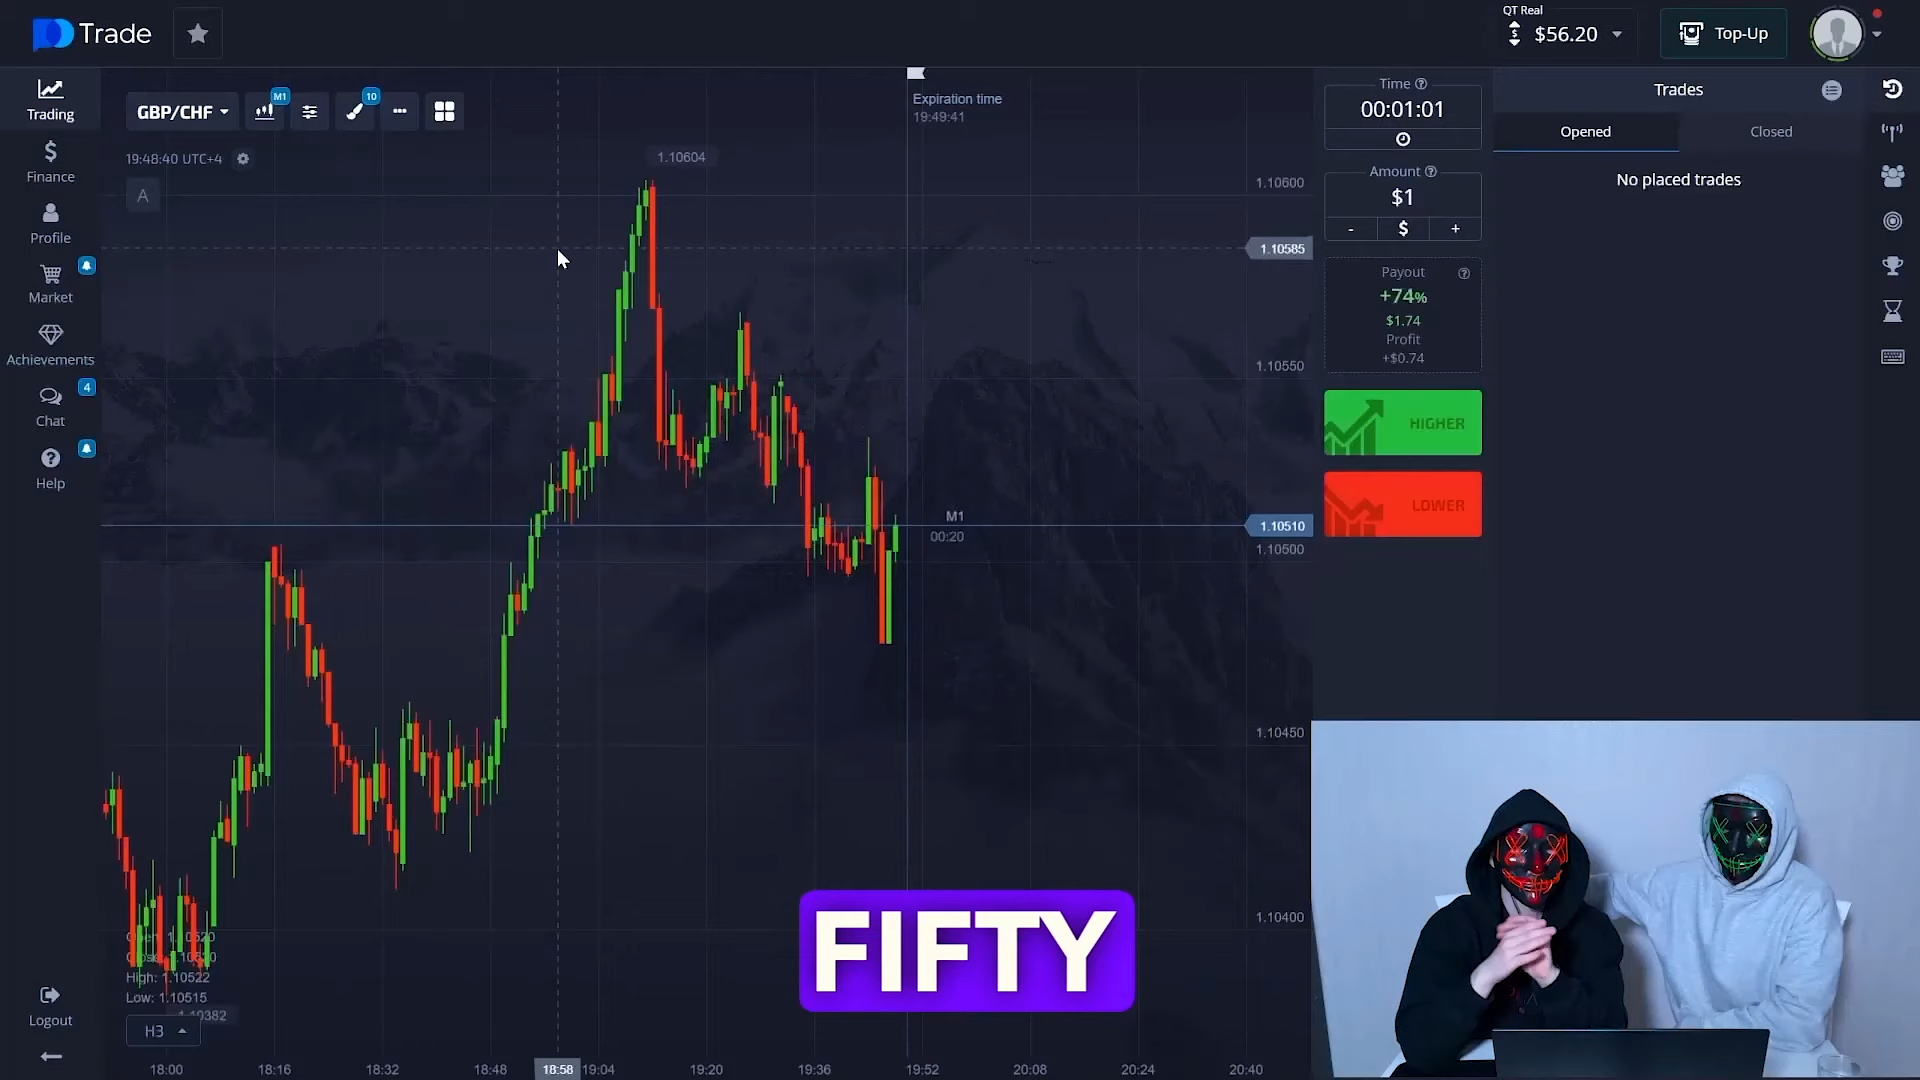 Trade
QT Real
$56.20
Top-Up
Trading
Finance
Profile
Market
Achievements
Chat
4
Help
Logout
GBP/CHF
M1
10
19:48:40 UTC+4
A
Expiration time
19:49:41
1.10604
1.10600
1.10585
1.10550
M1
00:20
1.10510
1.10500
1.10450
1.10400
High: 1.10522
Low: 1.10515
1.10382
H3
18:00
18:16
18:32
18:48
18:58
19:04
19:20
19:36
19:52
20:08
20:24
20:40
Time
00:01:01
Amount
$1
- $ +
Payout
+74%
$1.74
Profit
+$0.74
HIGHER
LOWER
Trades
Opened
Closed
No placed trades
FIFTY